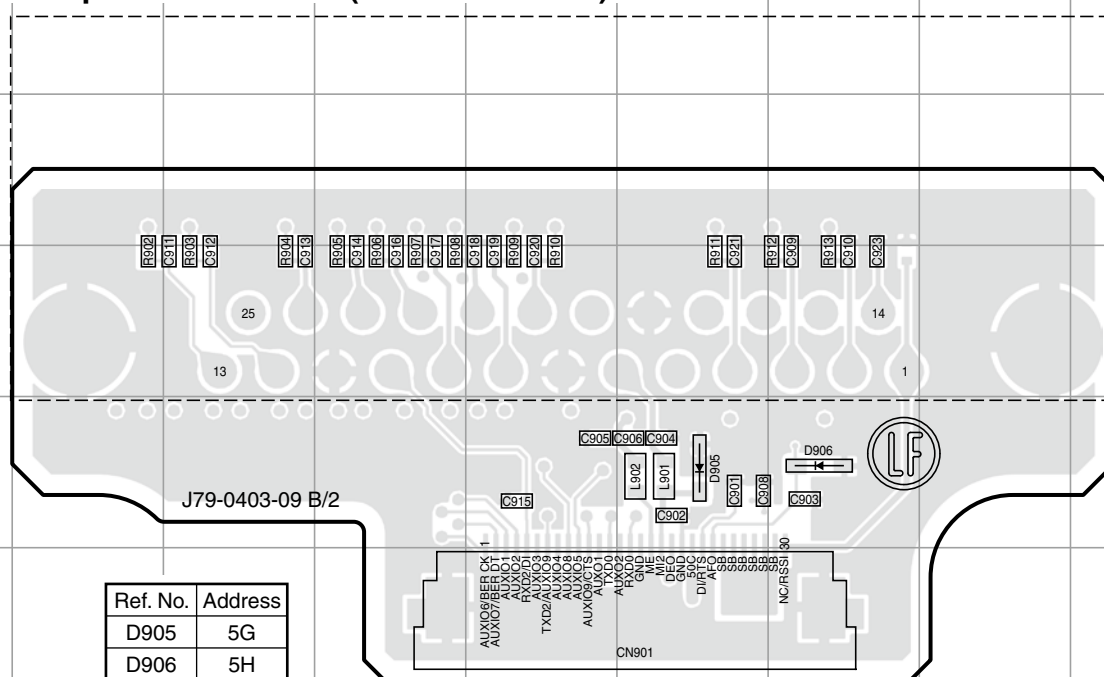 R902
C911
R903
C912
R904
C913
R905
C914
R906
C916
R907
C917
R908
C918
C919
R909
C920
R910
R911
C921
R912
C909
R913
C910
C923
25
14
13
1
C905
C906
C904
D906
LF
L902
L901
D905
C901
C908
C903
J79-0403-09 B/2
C915
C902
AUXIO6/BER CK 1
AUXIO7/BER DT
AUXIO1
AUXIO2
RXD2/DI
AUXIO3
TXD2/AUXIO9
AUXIO4
AUXIO8
AUXIO5
AUXIO9/CTS
AUXO1
TXD0
AUXO2
RXD0
GND
ME
MI2
DEO
GND
50C
DI/RTS
AFO
SB
SB
SB
SB
SB
SB
NC/RSSI 30
CN901
Ref. No. Address
D905 5G
D906 5H